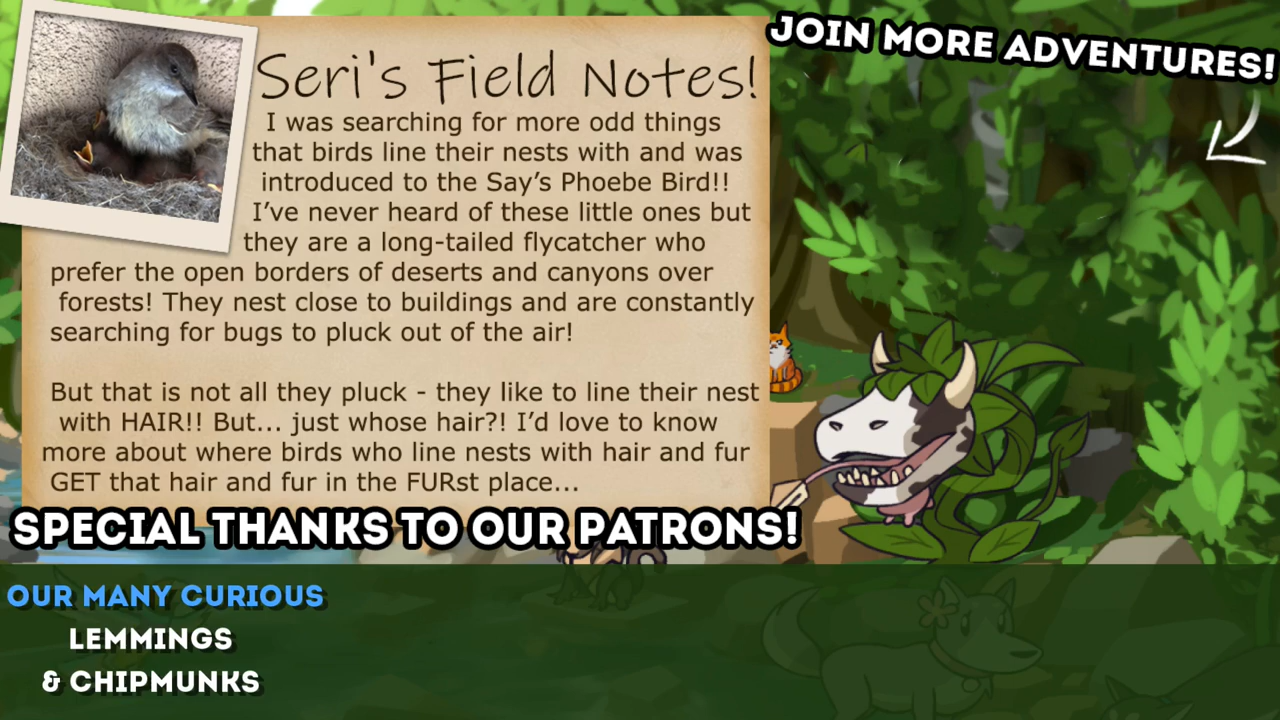 Seri's Field Notes!
JOIN MORE ADVENTURES!
I was searching for more odd things
that birds line their nests with and was
introduced to the Say’s Phoebe Bird!!
I’ve never heard of these little ones but
they are a long-tailed flycatcher who
prefer the open borders of deserts and canyons over
forests! They nest close to buildings and are constantly
searching for bugs to pluck out of the air!
But that is not all they pluck - they like to line their nest
with HAIR!! But... just whose hair?! I’d love to know
more about where birds who line nests with hair and fur
GET that hair and fur in the FURst place...
SPECIAL THANKS TO OUR PATRONS!
OUR MANY CURIOUS
LEMMINGS
& CHIPMUNKS